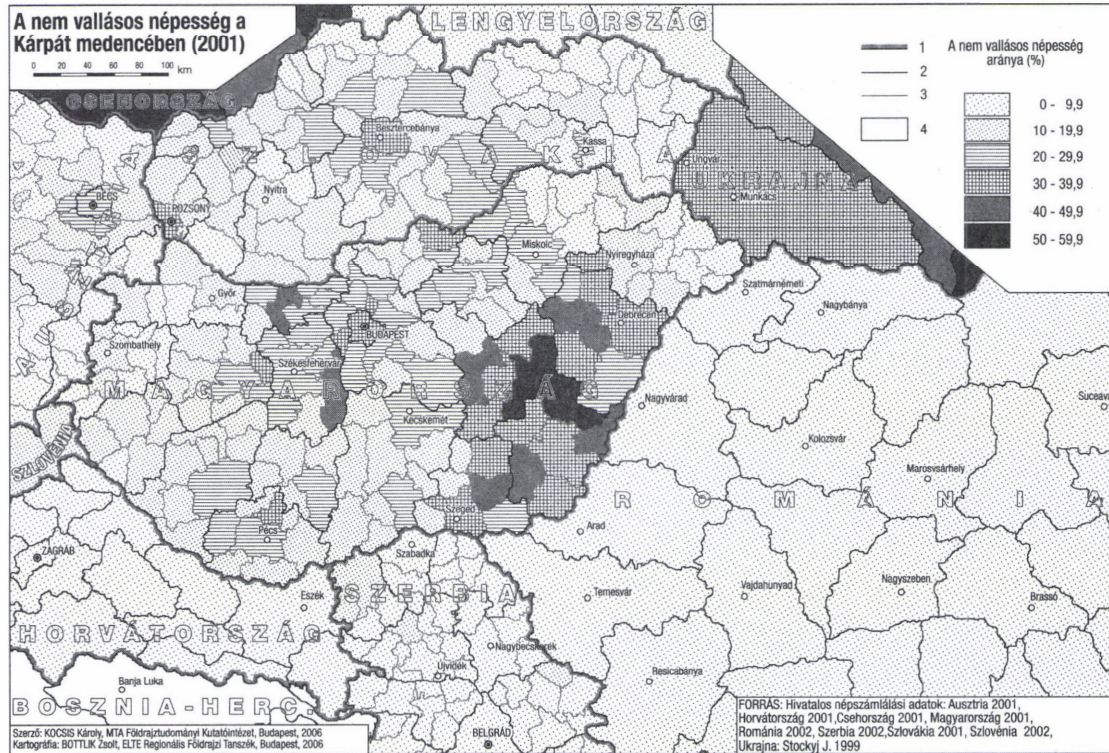 A nem vallásos népesség a
Kárpát medencében (2001)
20 0 20 40 60 80 100
km
LENGYELORSZÁG
1
2
3
4
A nem vallásos népesség
aránya (%)
0 - 9,9
10 - 19,9
20 - 29,9
30 - 39,9
40 - 49,9
50 - 59,9
CSEHORSZÁG
SZLOVÁKIA
Besztercebánya
Kassa
Ungvár
UKRAJNA
Munkács
Nyitra
BÉCS
POZSONY
AUSZTRIA
Miskolc
Nyíregyháza
Szatmárnémeti
Nagybánya
Győr
Debrecen
BUDAPEST
Szombathely
Székesfehérvár
MAGYARORSZÁG
Kecskemét
Nagyvárad
Suceava
Kolozsvár
Marosvsárhely
SZLOVÉNIA
ROMÁNIA
Szeged
Pécs
Arad
ZÁGRÁB
Szabadka
Eszék
SZERBIA
Temesvár
Vajdahunyad
Nagyszeben
Brassó
HORVÁTORSZÁG
Nagybecskerek
Újvidék
Resicabánya
Banja Luka
BOSZNIA-HERC.
BELGRÁD
Szerző: KOCSIS Károly, MTA Földrajztudományi Kutatóintézet, Budapest, 2006
Kartográfia: BOTTLIK Zsolt, ELTE Regionális Földrajzi Tanszék, Budapest, 2006
FORRÁS: Hivatalos népszámlálási adatok: Ausztria 2001,
Horvátország 2001,Csehország 2001, Magyarország 2001,
Románia 2002, Szerbia 2002,Szlovákia 2001, Szlovénia 2002,
Ukrajna: Stockyj J. 1999